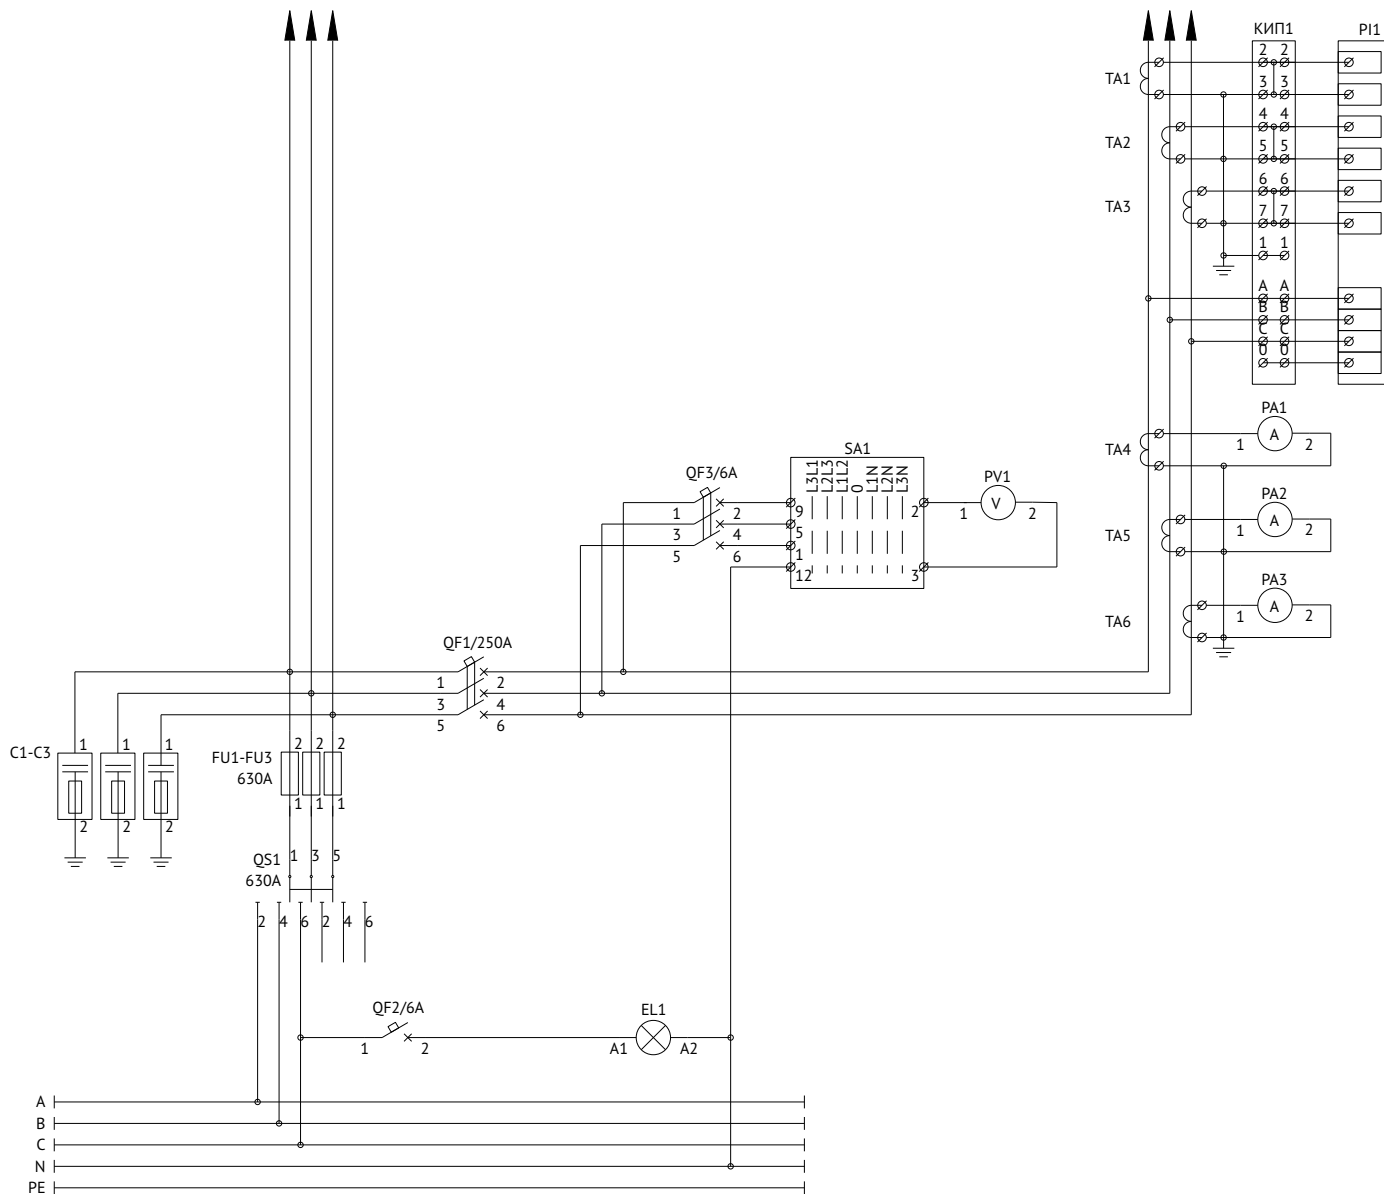 КИП1
PI1
2 2
TA1
3 3
4 4
TA2
5 5
6 6
TA3
7 7
1 1
A A
B B
C C
0 0
PA1
A
1 2
TA4
SA1
L3L1
L2L3
L1L2
0
L1N
L2N
L3N
QF3/6A
PV1
V
1 2
9
2
1 2
3 4
5 6
5
1
12
3
PA2
A
1 2
TA5
PA3
A
1 2
TA6
QF1/250A
1 2
3 4
5 6
C1-C3
1 1 1
2 2 2
FU1-FU3
630A
2 2 2
1 1 1
QS1
630A
1 3 5
2 4 6 2 4 6
QF2/6A
1 2
EL1
A1 A2
A
B
C
N
PE